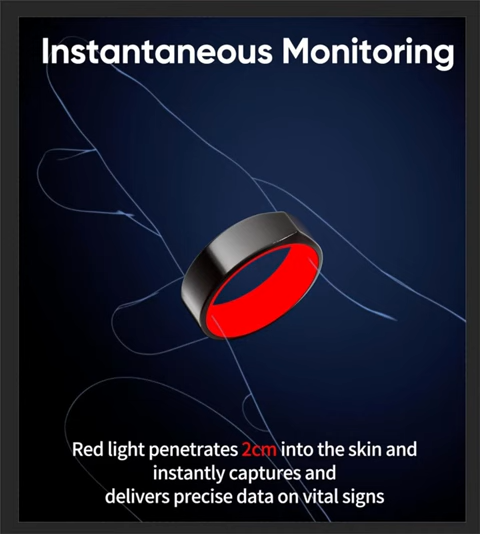 Instantaneous Monitoring
Red light penetrates 2cm into the skin and
instantly captures and
delivers precise data on vital signs